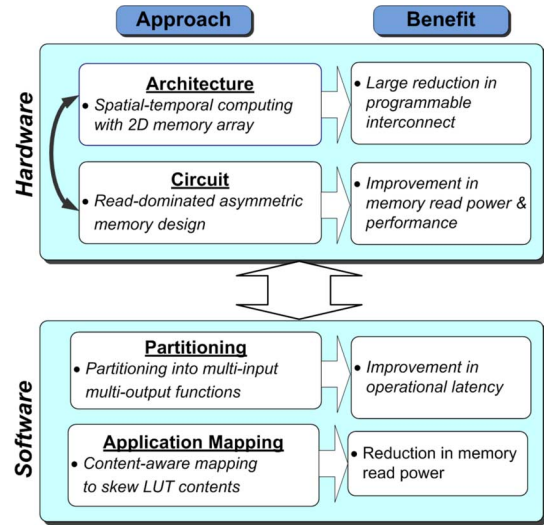 Approach
Benefit
Hardware
Architecture
• Spatial-temporal computing
with 2D memory array
• Large reduction in
programmable
interconnect
Circuit
• Read-dominated asymmetric
memory design
• Improvement in
memory read power &
performance
Software
Partitioning
• Partitioning into multi-input
multi-output functions
• Improvement in
operational latency
Application Mapping
• Content-aware mapping
to skew LUT contents
• Reduction in memory
read power